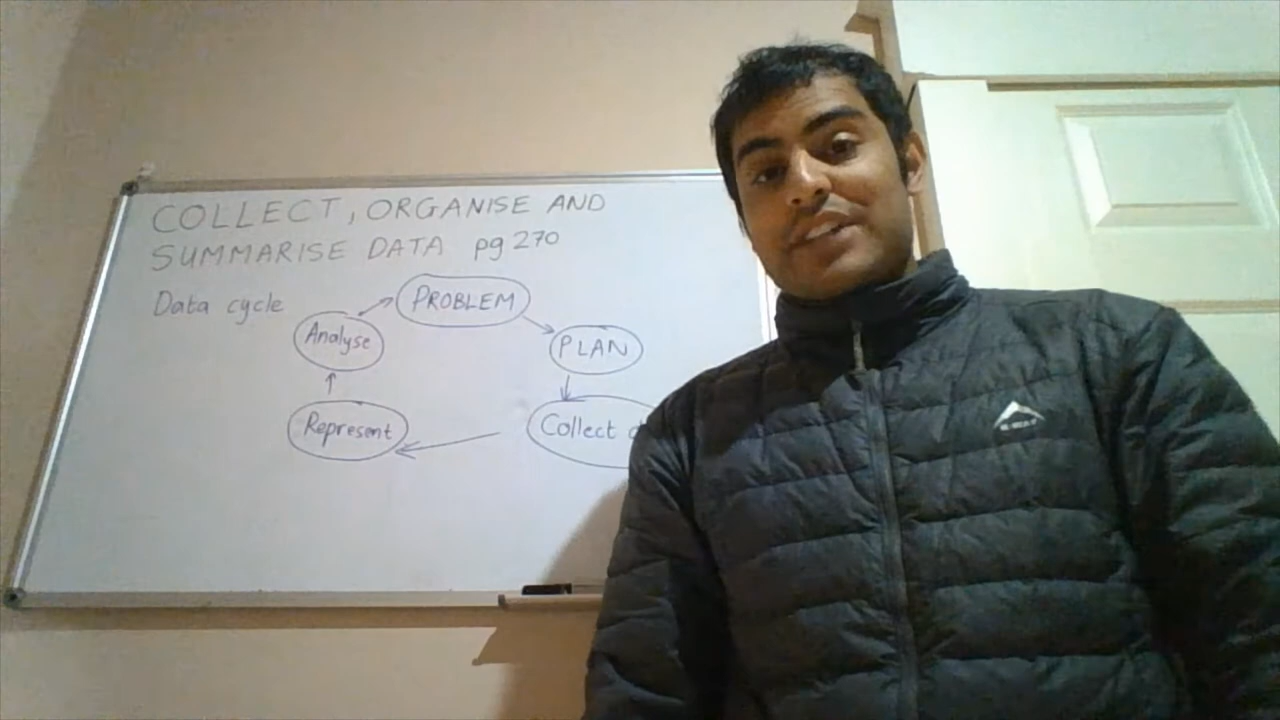 COLLECT, ORGANISE AND
SUMMARISE DATA pg 270
Data cycle
PROBLEM
PLAN
Collect
Represent
Analyse